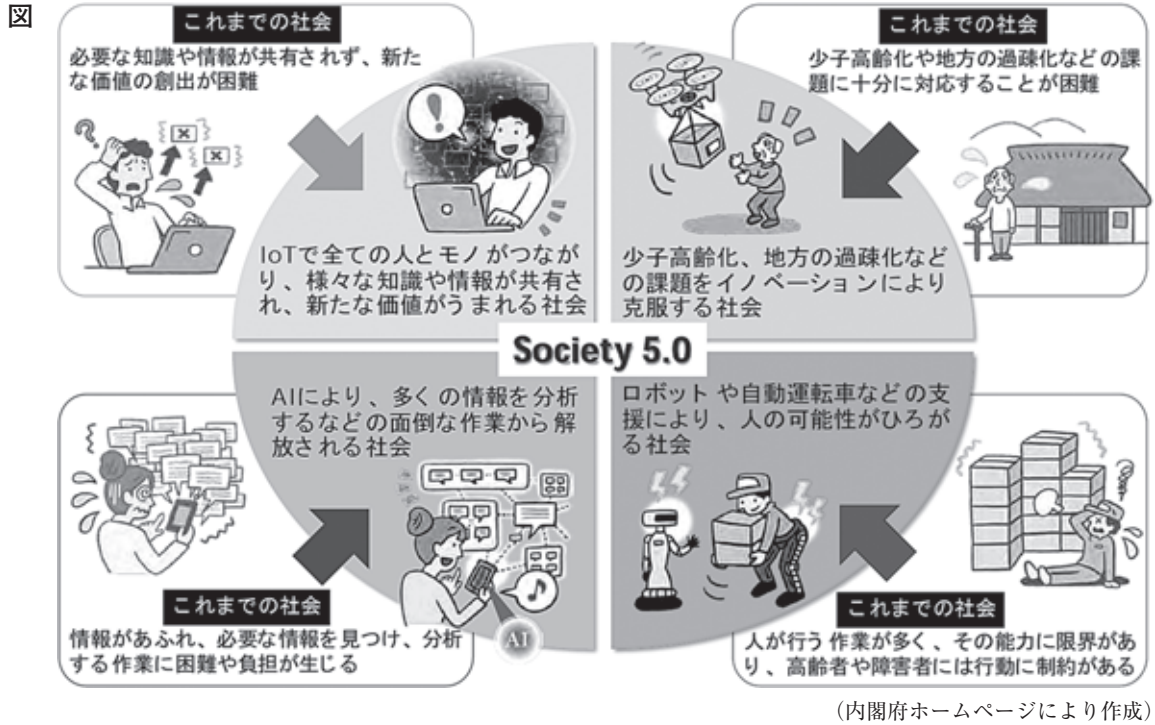 図
これまでの社会
必要な知識や情報が共有されず、新た
な価値の創出が困難
IoTで全ての人とモノがつなが
り、様々な知識や情報が共有さ
れ、新たな価値がうまれる社会
これまでの社会
少子高齢化や地方の過疎化などの課
題に十分に対応することが困難
少子高齢化、地方の過疎化など
の課題をイノベーションにより
克服する社会
Society 5.0
AIにより、多くの情報を分析
するなどの面倒な作業から解
放される社会
AI
これまでの社会
情報があふれ、必要な情報を見つけ、分析
する作業に困難や負担が生じる
ロボットや自動運転車などの支
援により、人の可能性がひろが
る社会
これまでの社会
人が行う作業が多く、その能力に限界があ
り、高齢者や障害者には行動に制約がある
（内閣府ホームページにより作成）